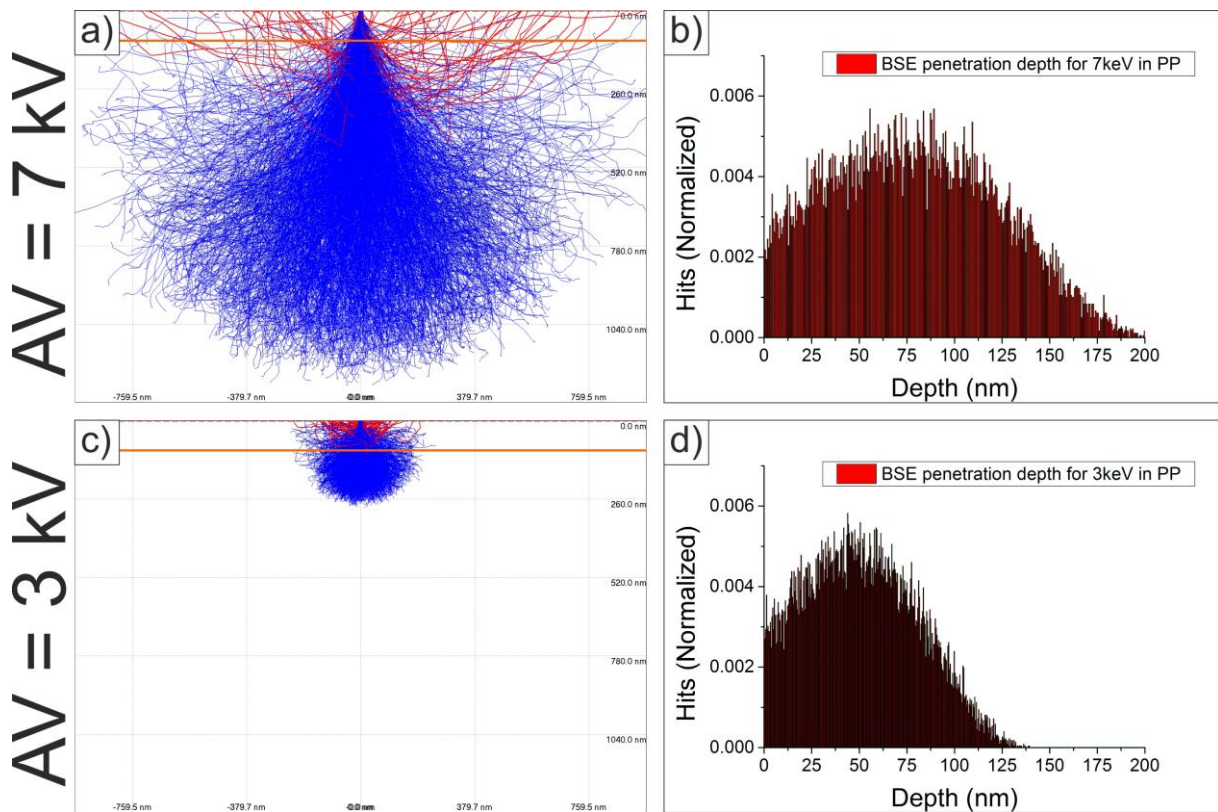 AV = 7 kV
a)
0.0 nm
260.0 nm
520.0 nm
780.0 nm
1040.0 nm
-759.5 nm
-379.7 nm
379.7 nm
759.5 nm
b)
BSE penetration depth for 7keV in PP
Hits (Normalized)
0.006
0.004
0.002
0.000
0
25
50
75
100
125
150
175
200
Depth (nm)
AV = 3 kV
c)
0.0 nm
260.0 nm
520.0 nm
780.0 nm
1040.0 nm
-759.5 nm
-379.7 nm
379.7 nm
759.5 nm
d)
BSE penetration depth for 3keV in PP
Hits (Normalized)
0.006
0.004
0.002
0.000
0
25
50
75
100
125
150
175
200
Depth (nm)